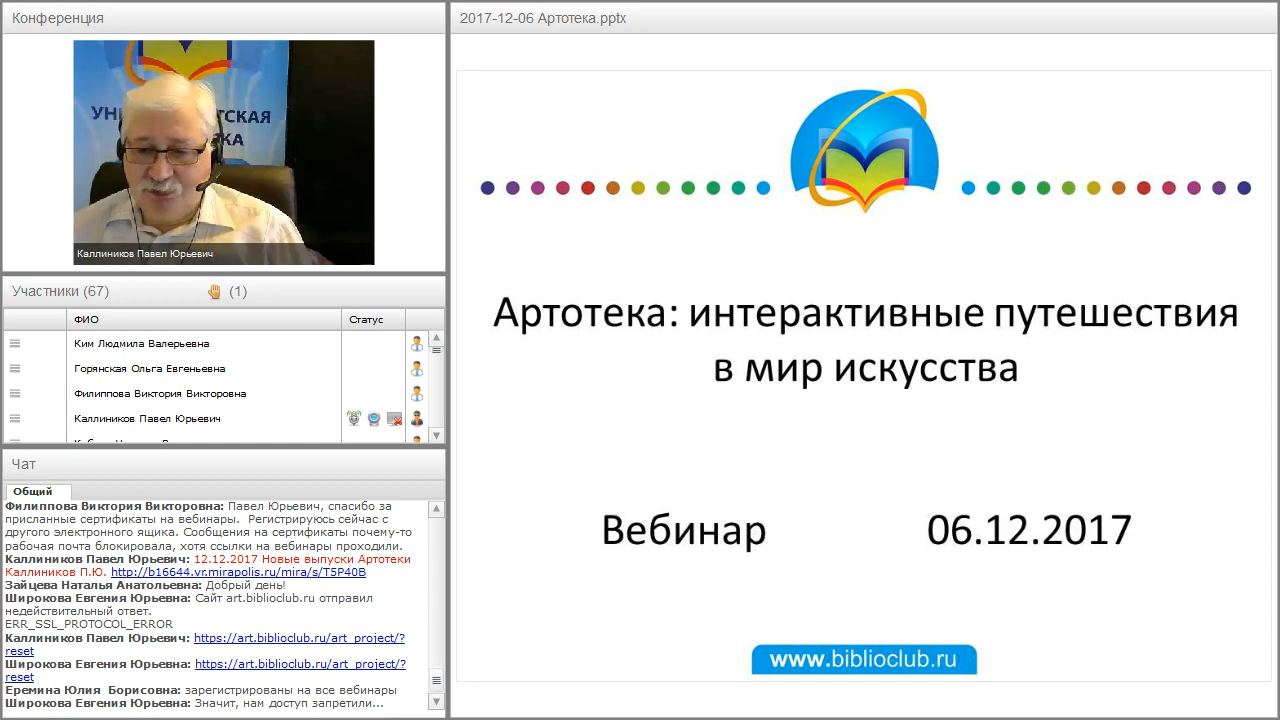 Конференция
УНИ ТСКАЯ
КА
Каллиников Павел Юрьевич
Участники (67)
(1)
ФИО
Статус
Ким Людмила Валерьевна
Горянская Ольга Евгеньевна
Филиппова Виктория Викторовна
Каллиников Павел Юрьевич
Чат
Общий
Филиппова Виктория Викторовна: Павел Юрьевич, спасибо за
присланные сертификаты на вебинары. Регистрируюсь сейчас с
другого электронного ящика. Сообщения на сертификаты почему-то
рабочая почта блокировала, хотя ссылки на вебинары проходили.
Каллиников Павел Юрьевич: 12.12.2017 Новые выпуски Артотеки
Каллиников П.Ю. http://b16644.vr.mirapolis.ru/mira/s/T5P40B
Зайцева Наталья Анатольевна: Добрый день!
Широкова Евгения Юрьевна: Сайт art.biblioclub.ru отправил
недействительный ответ.
ERR_SSL_PROTOCOL_ERROR
Каллиников Павел Юрьевич: https://art.biblioclub.ru/art_project/?
reset
Широкова Евгения Юрьевна: https://art.biblioclub.ru/art_project/?
reset
Еремина Юлия Борисовна: зарегистрированы на все вебинары
Широкова Евгения Юрьевна: Значит, нам доступ запретили...
2017-12-06 Артотека.pptx
Артотека: интерактивные путешествия
в мир искусства
Вебинар 06.12.2017
www.biblioclub.ru